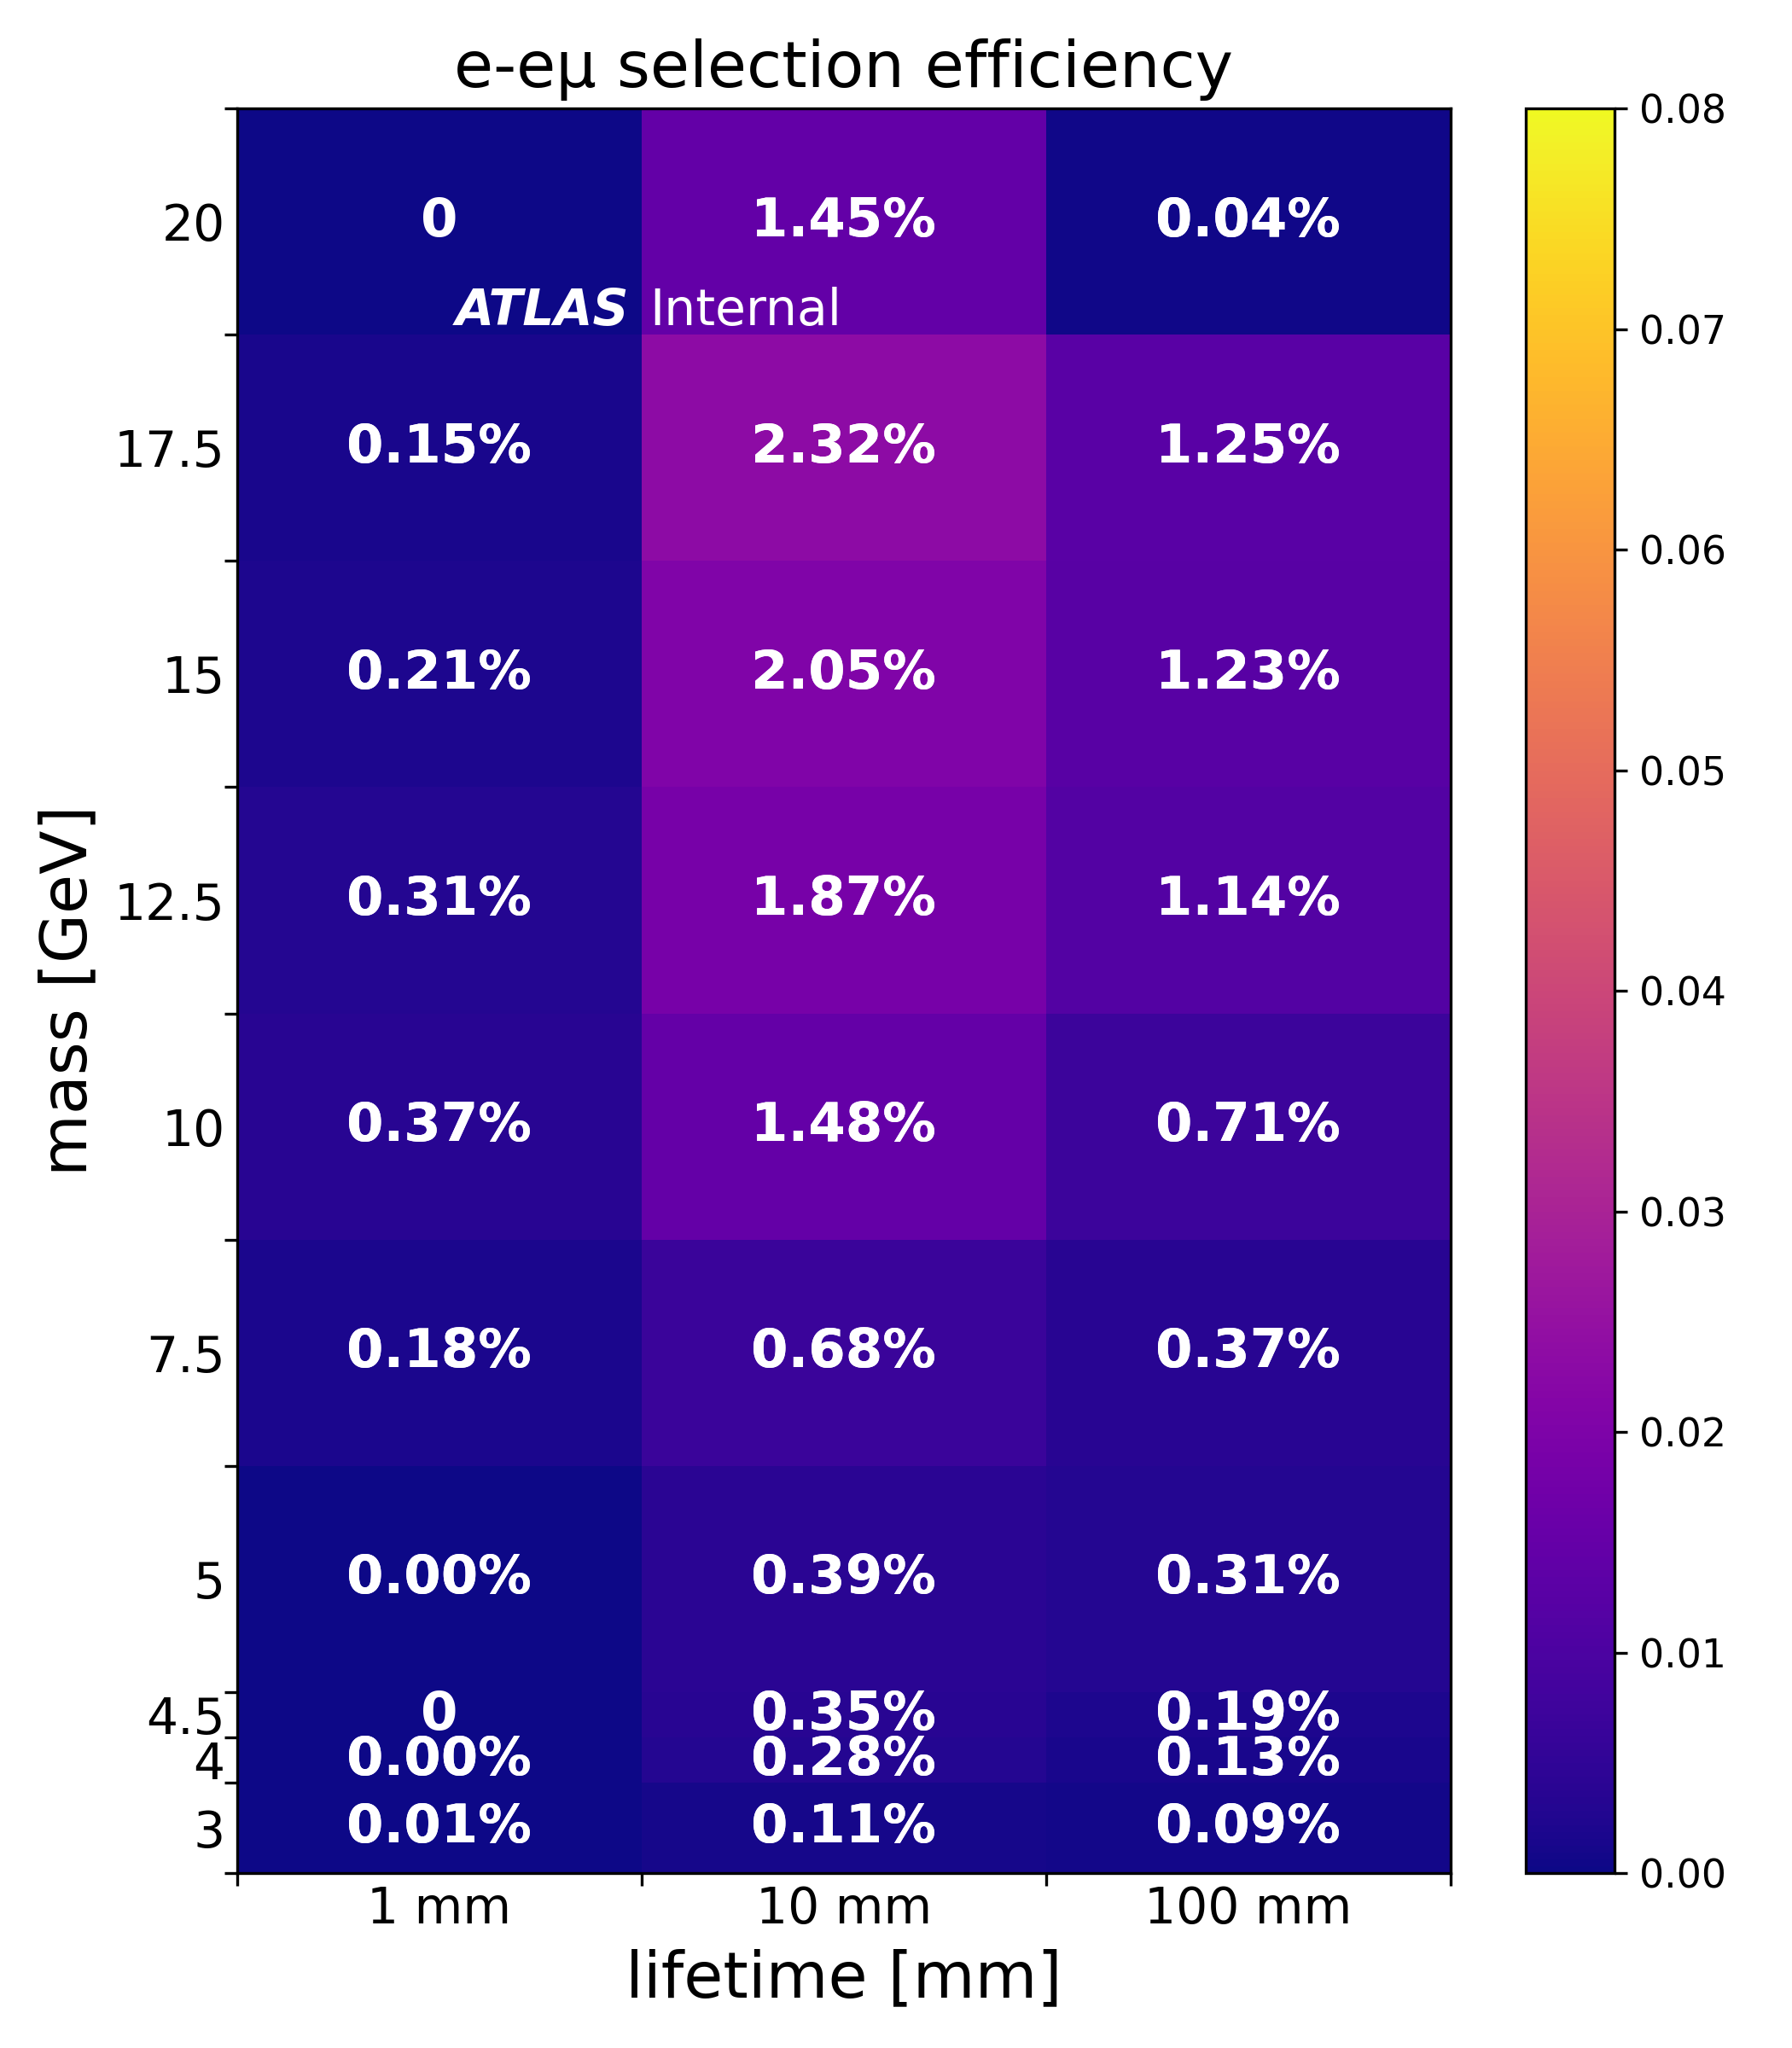 e-eµ selection efficiency
0.08
20 0 1.45% 0.04%
ATLAS Internal
0.07
17.5 0.15% 2.32% 1.25%
0.06
15 0.21% 2.05% 1.23%
0.05
12.5 0.31% 1.87% 1.14%
0.04
mass [GeV]
10 0.37% 1.48% 0.71%
0.03
7.5 0.18% 0.68% 0.37%
0.02
5 0.00% 0.39% 0.31%
0.01
4.5 0 0.35% 0.19%
4 0.00% 0.28% 0.13%
3 0.01% 0.11% 0.09%
0.00
1 mm 10 mm 100 mm
lifetime [mm]